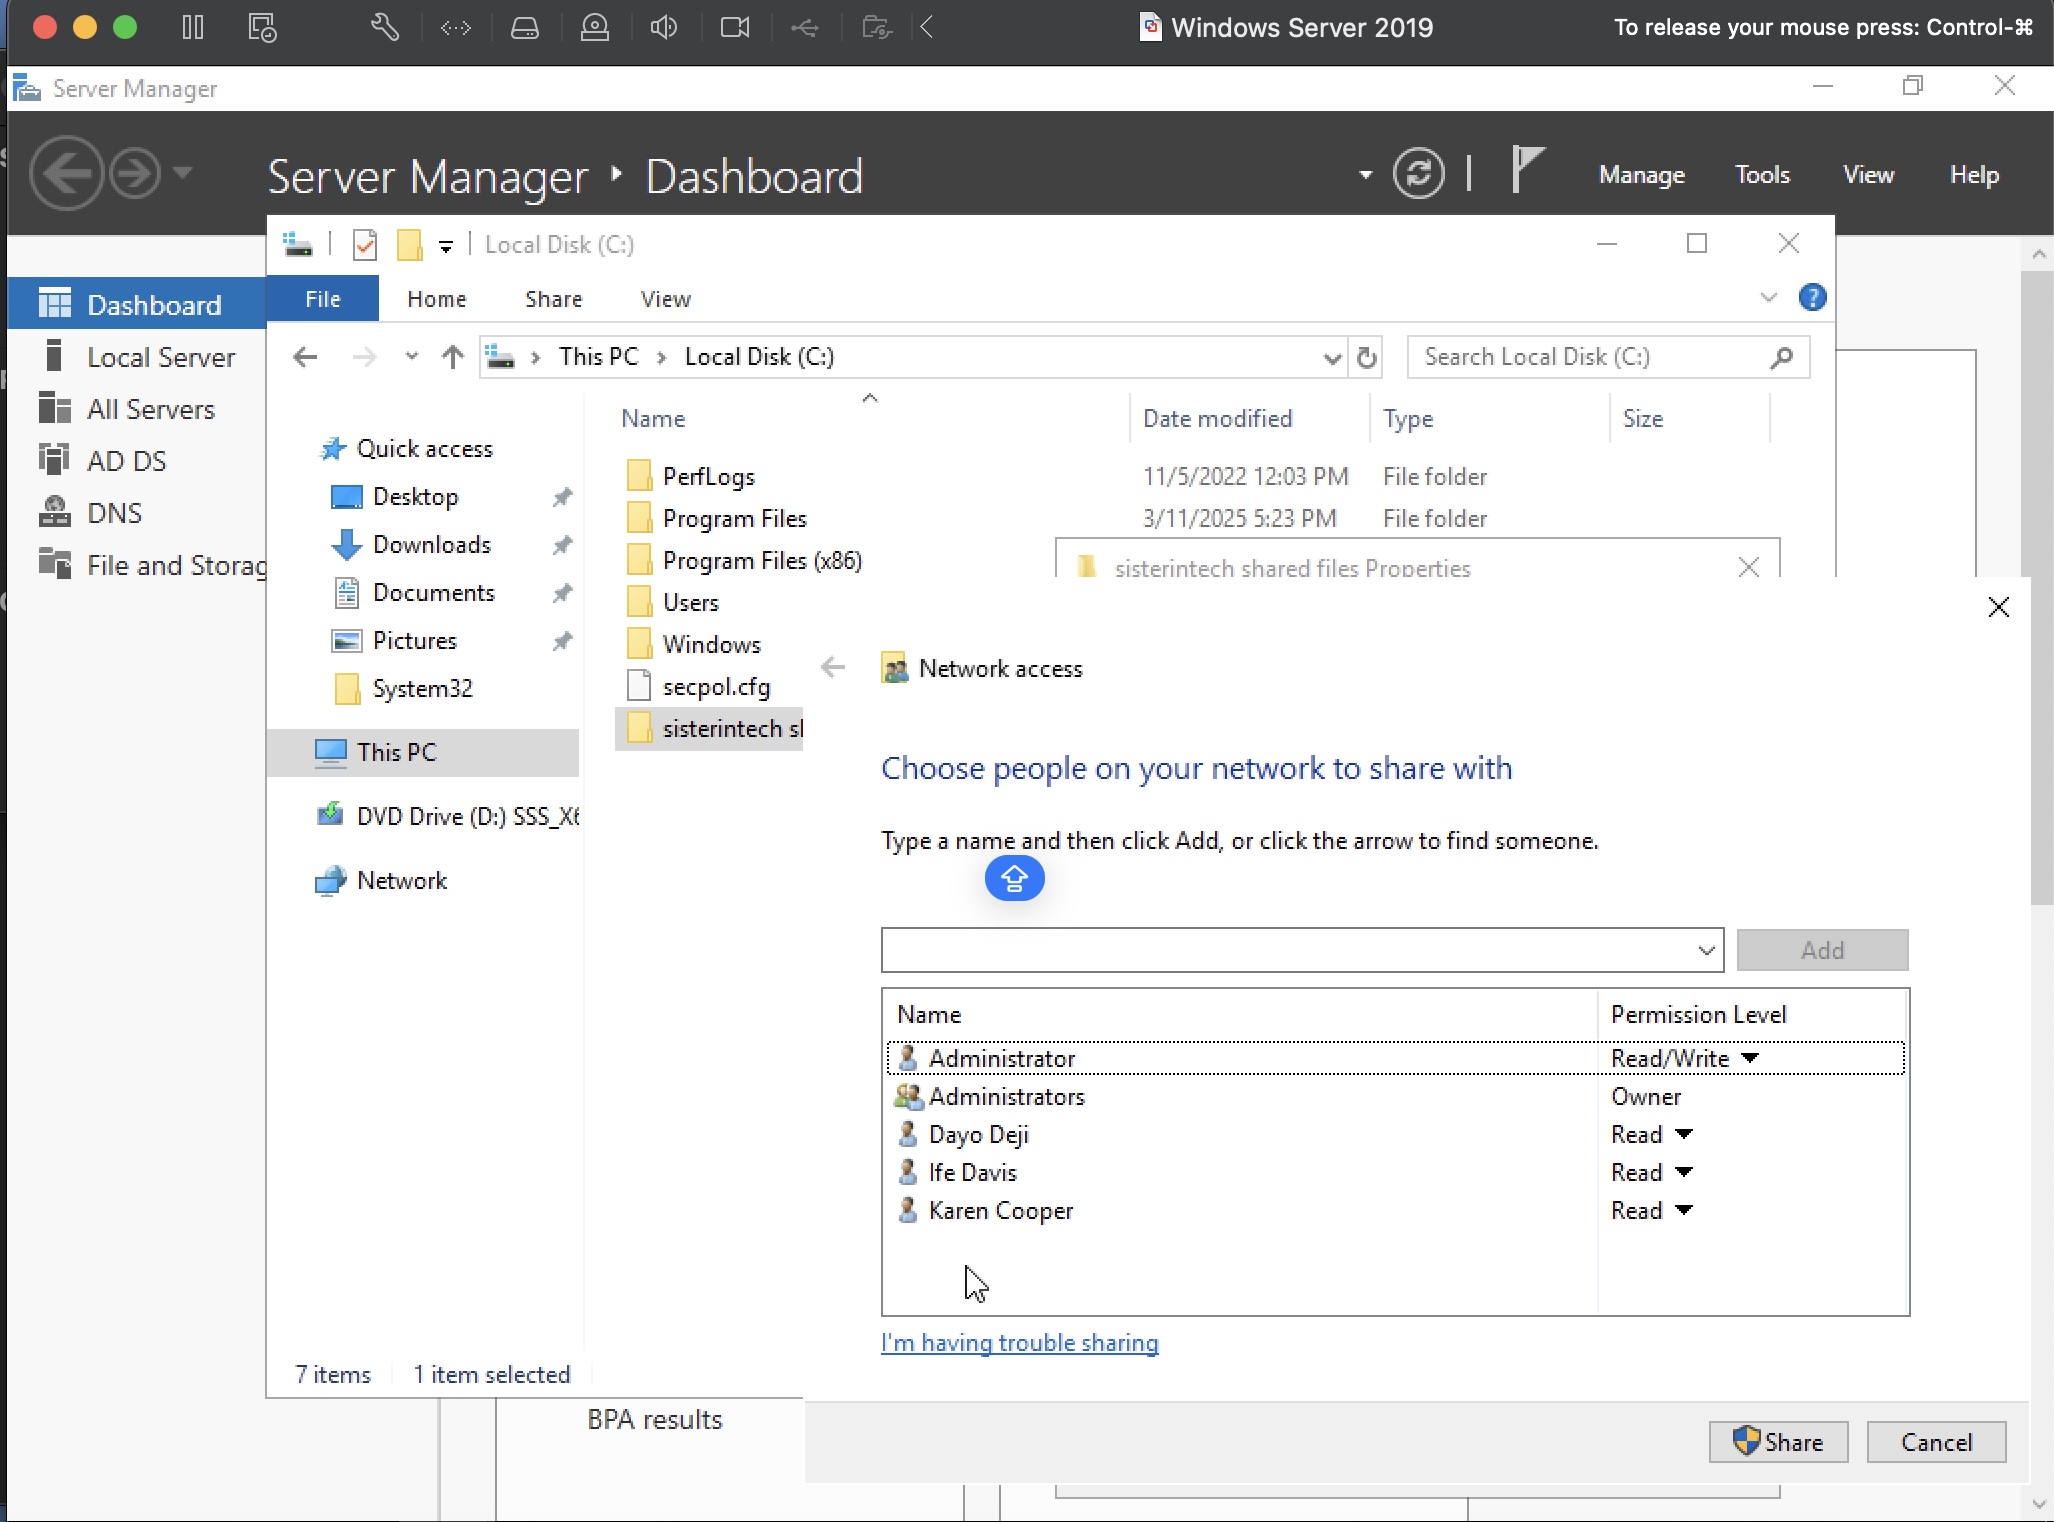 Windows Server 2019
To release your mouse press: Control-⌘
Server Manager
Server Manager ‣ Dashboard
Manage Tools View Help
Local Disk (C:)
Dashboard
File Home Share View
Local Server
This PC › Local Disk (C:)
Search Local Disk (C:)
All Servers
Name Date modified Type Size
AD DS
Quick access
PerfLogs 11/5/2022 12:03 PM File folder
Desktop
DNS
Program Files 3/11/2025 5:23 PM File folder
Downloads
Program Files (x86)
File and Storag
sisterintech shared files Properties
Documents
Users
Pictures
Windows
Network access
System32
secpol.cfg
sisterintech sh
This PC
Choose people on your network to share with
DVD Drive (D:) SSS_X6
Type a name and then click Add, or click the arrow to find someone.
Network
Add
Name Permission Level
Administrator Read/Write
Administrators Owner
Dayo Deji Read
Ife Davis Read
Karen Cooper Read
I'm having trouble sharing
7 items 1 item selected
BPA results
Share Cancel